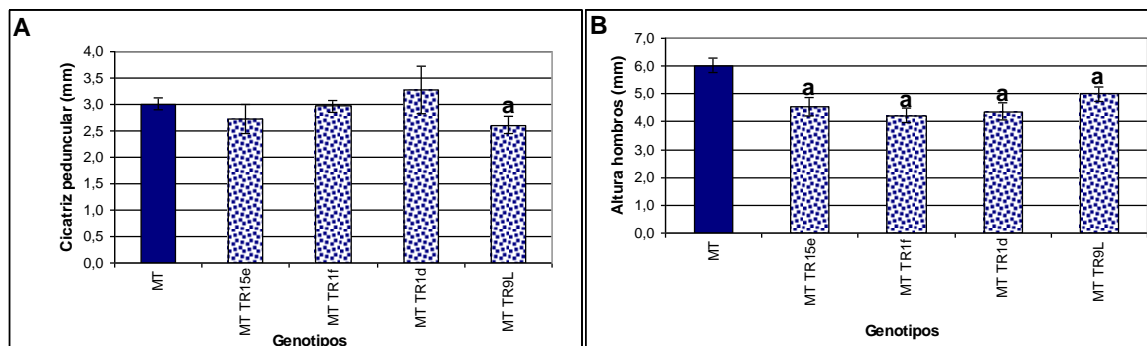 A
Cicatriz peduncular (mm)
4,0
3,5
3,0
2,5
2,0
1,5
1,0
0,5
0,0
a
MT
MT TR15e
MT TR1f
MT TR1d
MT TR9L
Genotipos
B
Altura hombros (mm)
7,0
6,0
5,0
4,0
3,0
2,0
1,0
0,0
a
a
a
a
MT
MT TR15e
MT TR1f
MT TR1d
MT TR9L
Genotipos